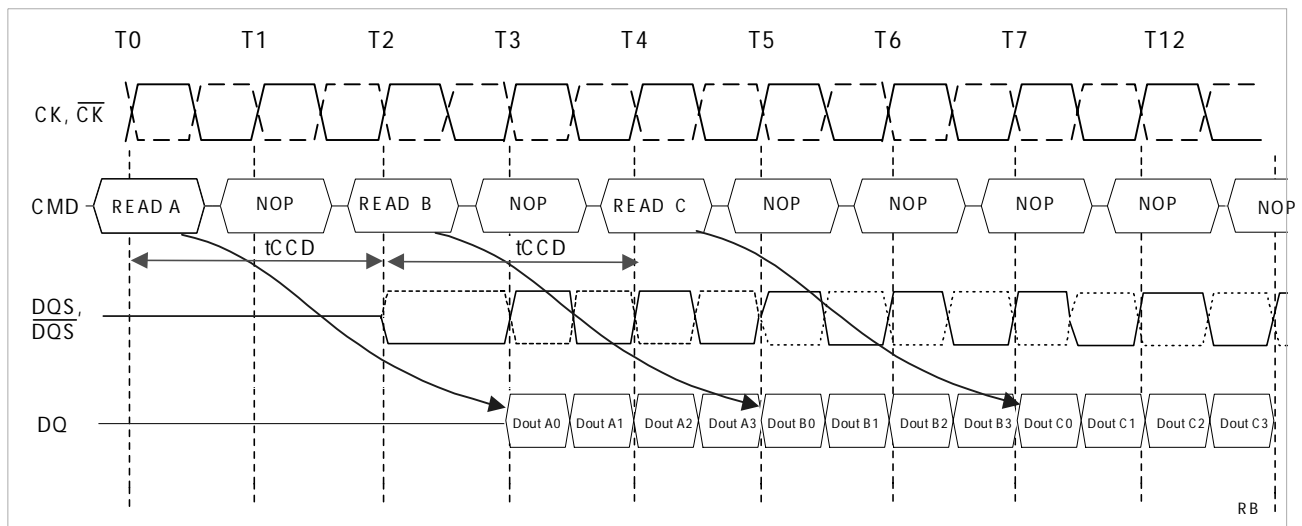 T0 T1 T2 T3 T4 T5 T6 T7 T12
CK, CK
CMD READ A NOP READ B NOP READ C NOP NOP NOP NOP NOP
tCCD tCCD
DQS,
DQS
DQ Dout A0 Dout A1 Dout A2 Dout A3 Dout B0 Dout B1 Dout B2 Dout B3 Dout C0 Dout C1 Dout C2 Dout C3
RB